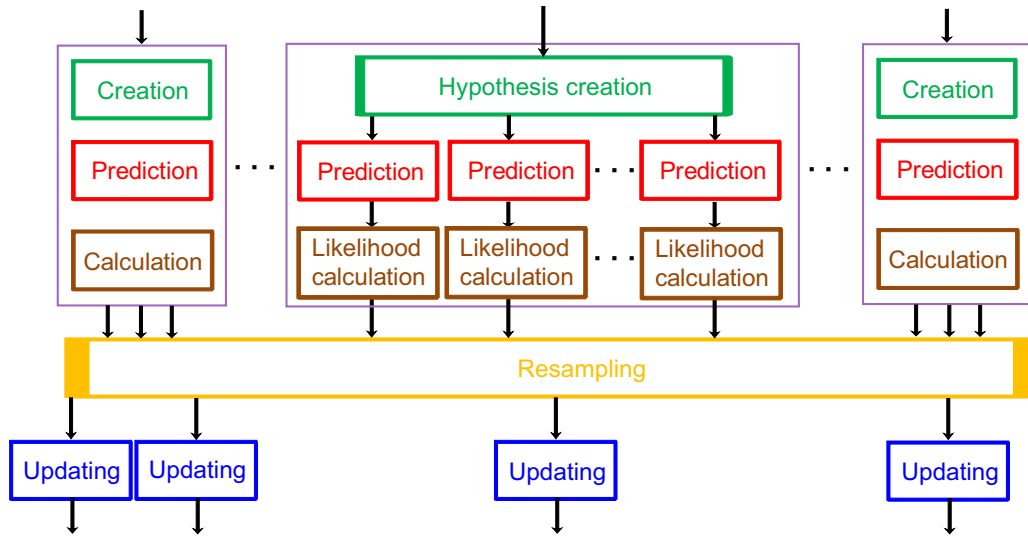 Creation
Hypothesis creation
Creation
Prediction
. . .
Prediction
Prediction
. . .
Prediction
. . .
Prediction
Calculation
Likelihood
calculation
Likelihood
calculation
. . .
Likelihood
calculation
Calculation
Resampling
Updating
Updating
Updating
Updating